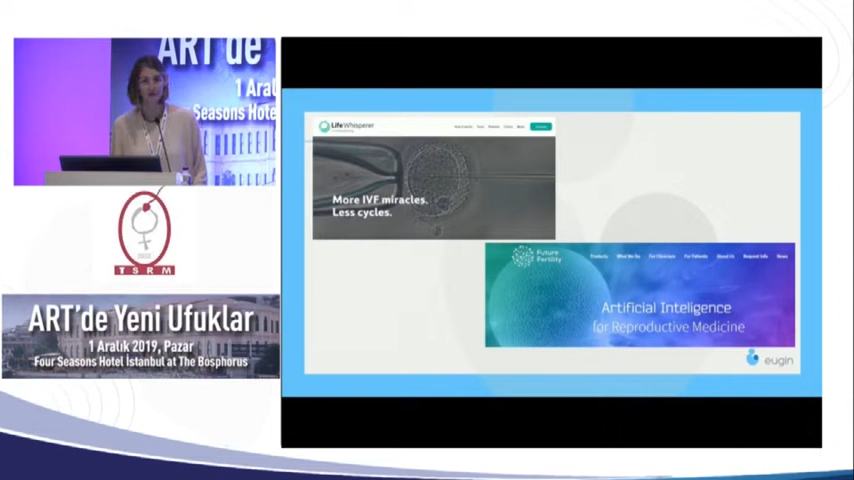 ART'de
1 Aral
Seasons Hote
TSRM
ART'de Yeni Ufuklar
1 Aralık 2019, Pazar
Four Seasons Hotel İstanbul at The Bosphorus
Life Whisperer
More IVF miracles.
Less cycles.
Future
Fertility
Products What We Do For Clinicians For Patients About Us Request Info News
Artificial Inteligence
for Reproductive Medicine
eugin